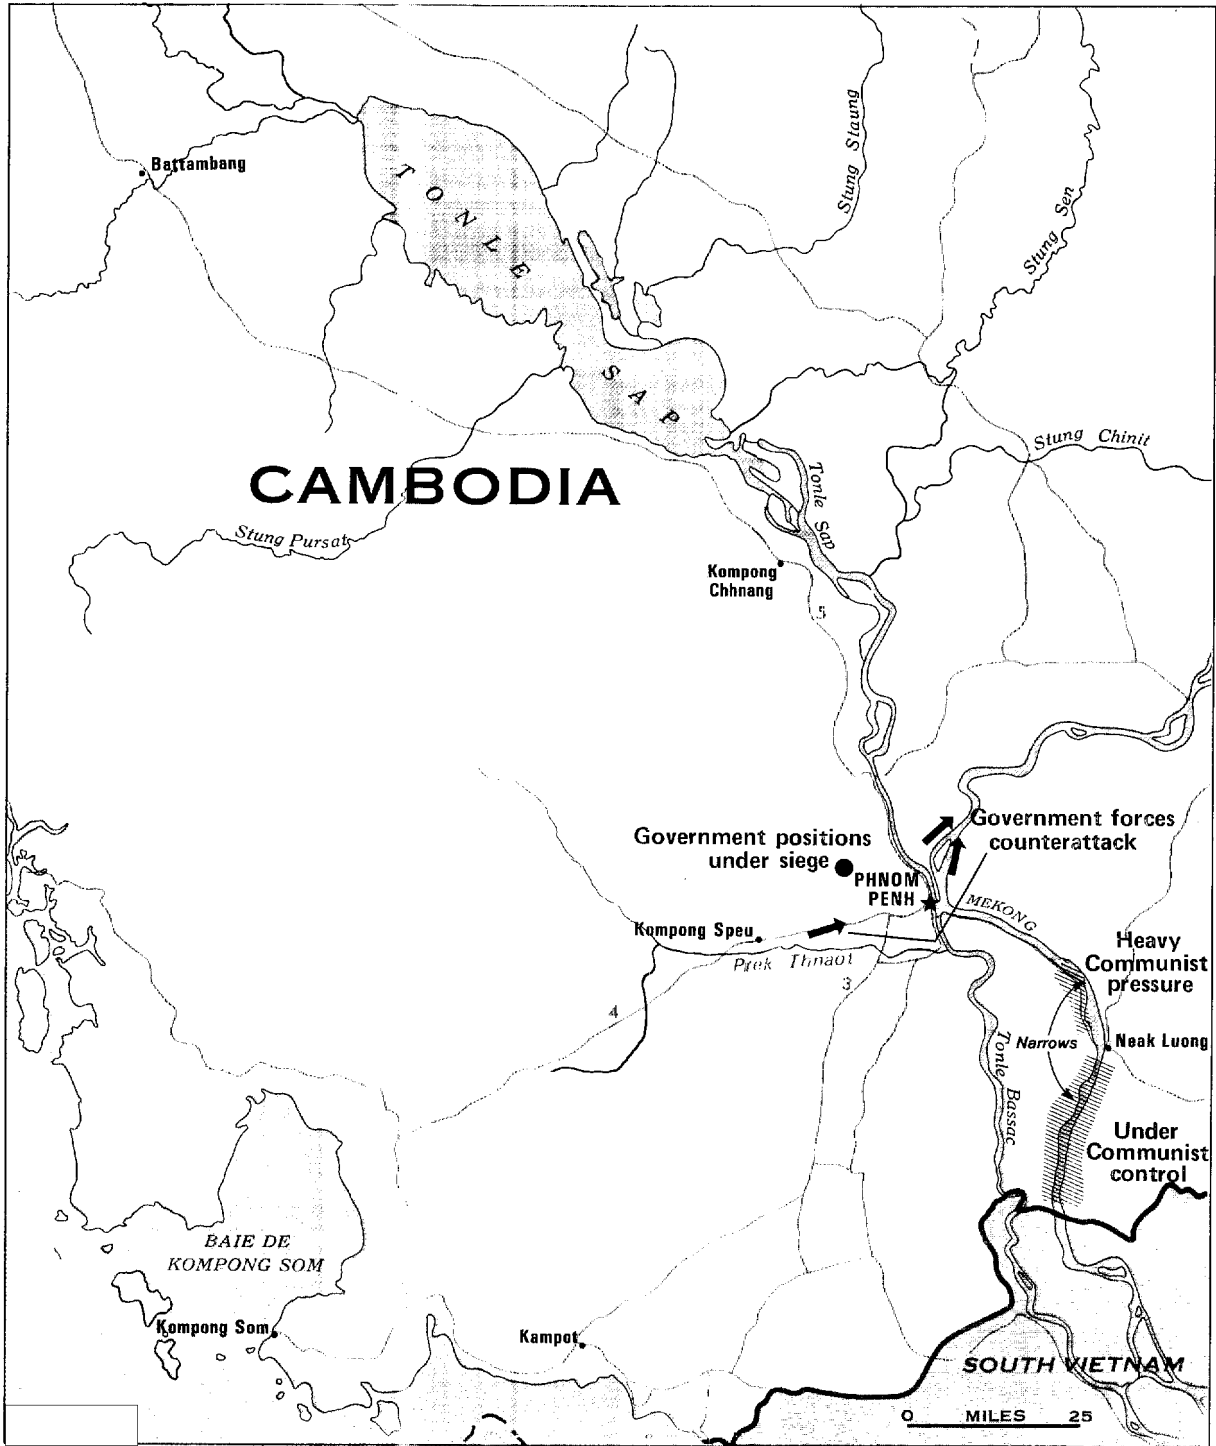 Stung Staung
Stung Sen
Battambang
TONLE
SAP
Stung Chinit
CAMBODIA
Tonle Sap
Stung Pursat
Kompong
Chhnang
5
Government positions
under siege
Government forces
counterattack
PHNOM
PENH
MEKONG
Kompong Speu
Prek Thnaot
3
4
Heavy
Communist
pressure
Narrows
Neak Luong
Tonle Bassac
Under
Communist
control
BAIE DE
KOMPONG SOM
Kompong Som
Kampot
SOUTH VIETNAM
0 MILES 25